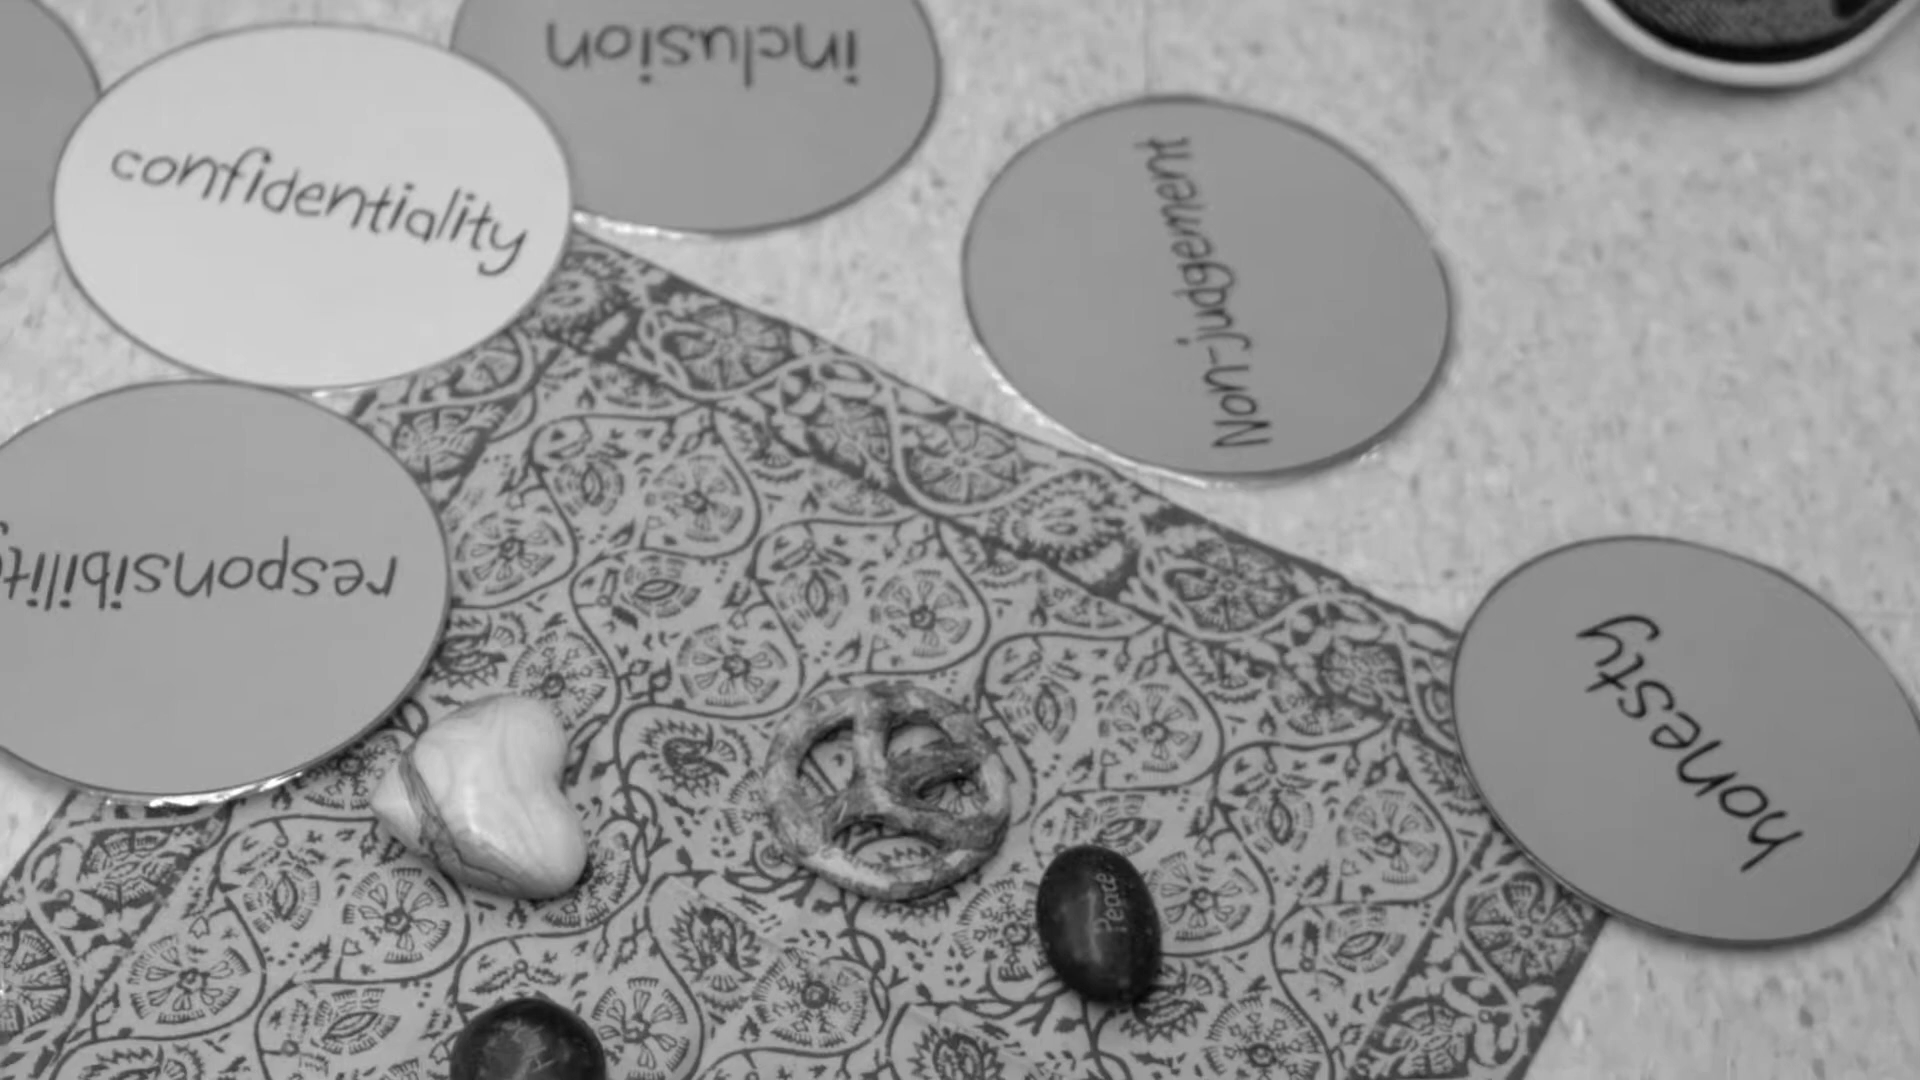 inclusion
confidentiality
Non-judgement
responsibility
honesty
Peace